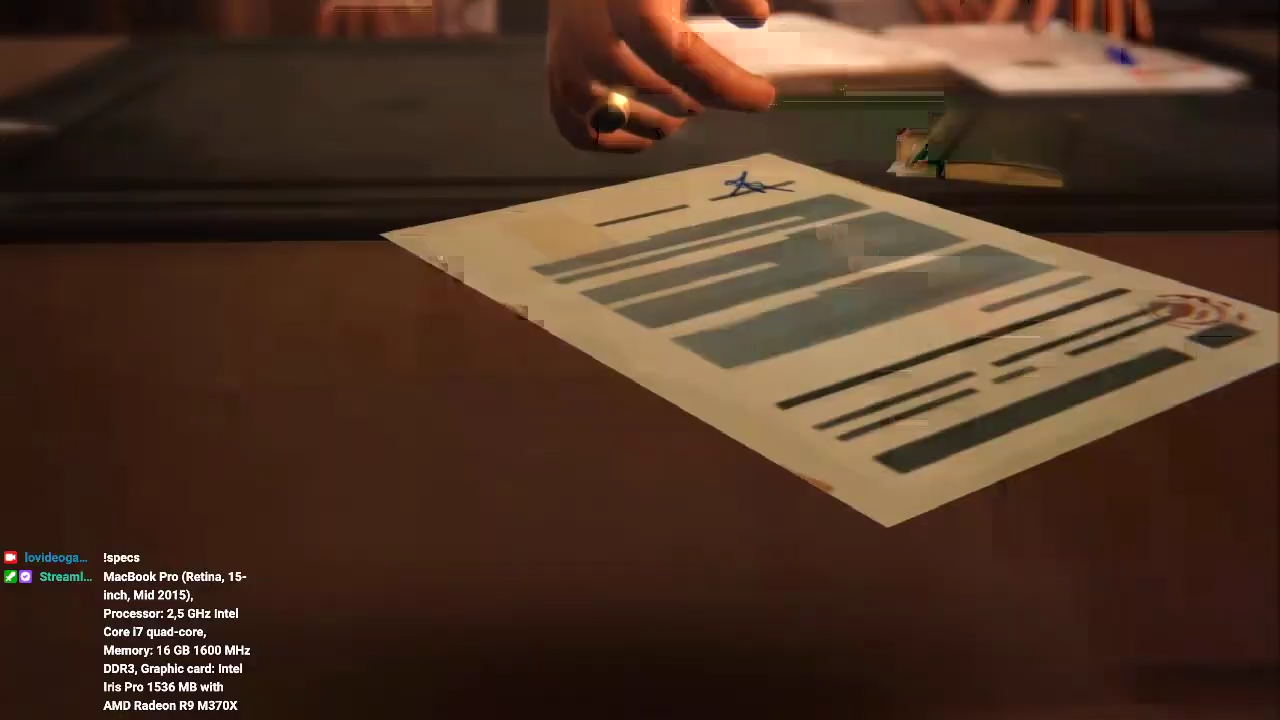 lovideoga... !specs
Streaml... MacBook Pro (Retina, 15-
inch, Mid 2015),
Processor: 2,5 GHz Intel
Core i7 quad-core,
Memory: 16 GB 1600 MHz
DDR3, Graphic card: Intel
Iris Pro 1536 MB with
AMD Radeon R9 M370X